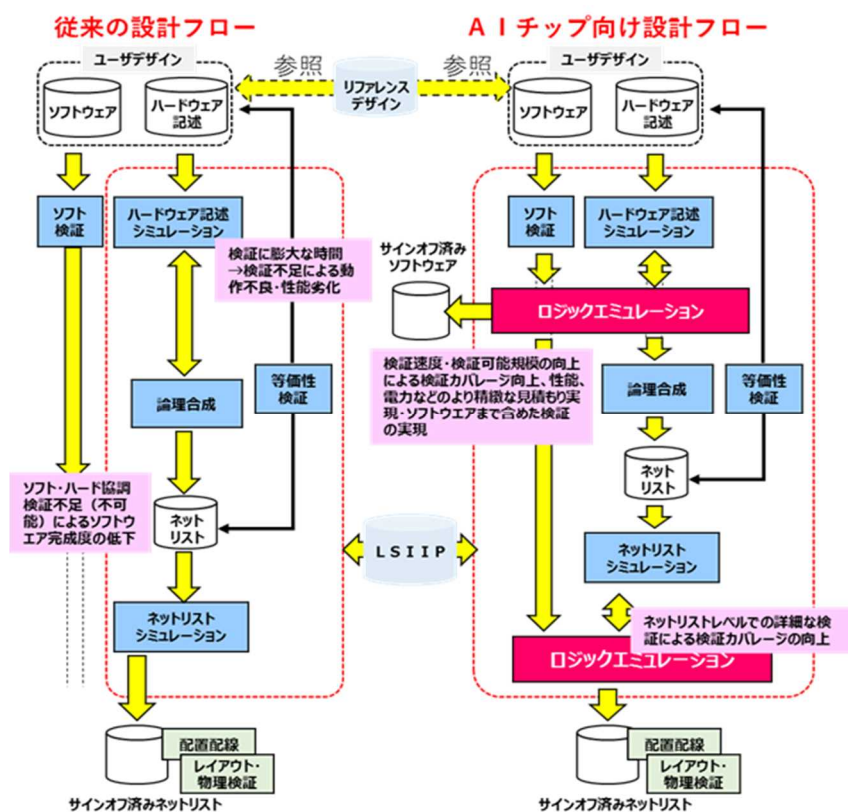 従来の設計フロー
ユーザデザイン
ソフトウェア
ハードウェア
記述
参照
リファレンス
デザイン
参照
AIチップ向け設計フロー
ユーザデザイン
ソフトウェア
ハードウェア
記述
ソフト
検証
ハードウェア記述
シミュレーション
検証に膨大な時間
→検証不足による動
作不良・性能劣化
論理合成
等価性
検証
ソフト・ハード協調
検証不足（不可
能）によるソフトウ
エア完成度の低下
ネット
リスト
ネットリスト
シミュレーション
配置配線
レイアウト・
物理検証
サインオフ済みネットリスト
LSIIP
ソフト
検証
ハードウェア記述
シミュレーション
サインオフ済み
ソフトウェア
ロジックエミュレーション
検証速度・検証可能規模の向上
による検証カバレージ向上、性能、
電力などのより精緻な見積もり実
現・ソフトウエアまで含めた検証
の実現
論理合成
等価性
検証
ネット
リスト
ネットリスト
シミュレーション
ネットリストレベルでの詳細な検
証による検証カバレージの向上
ロジックエミュレーション
配置配線
レイアウト・
物理検証
サインオフ済みネットリスト